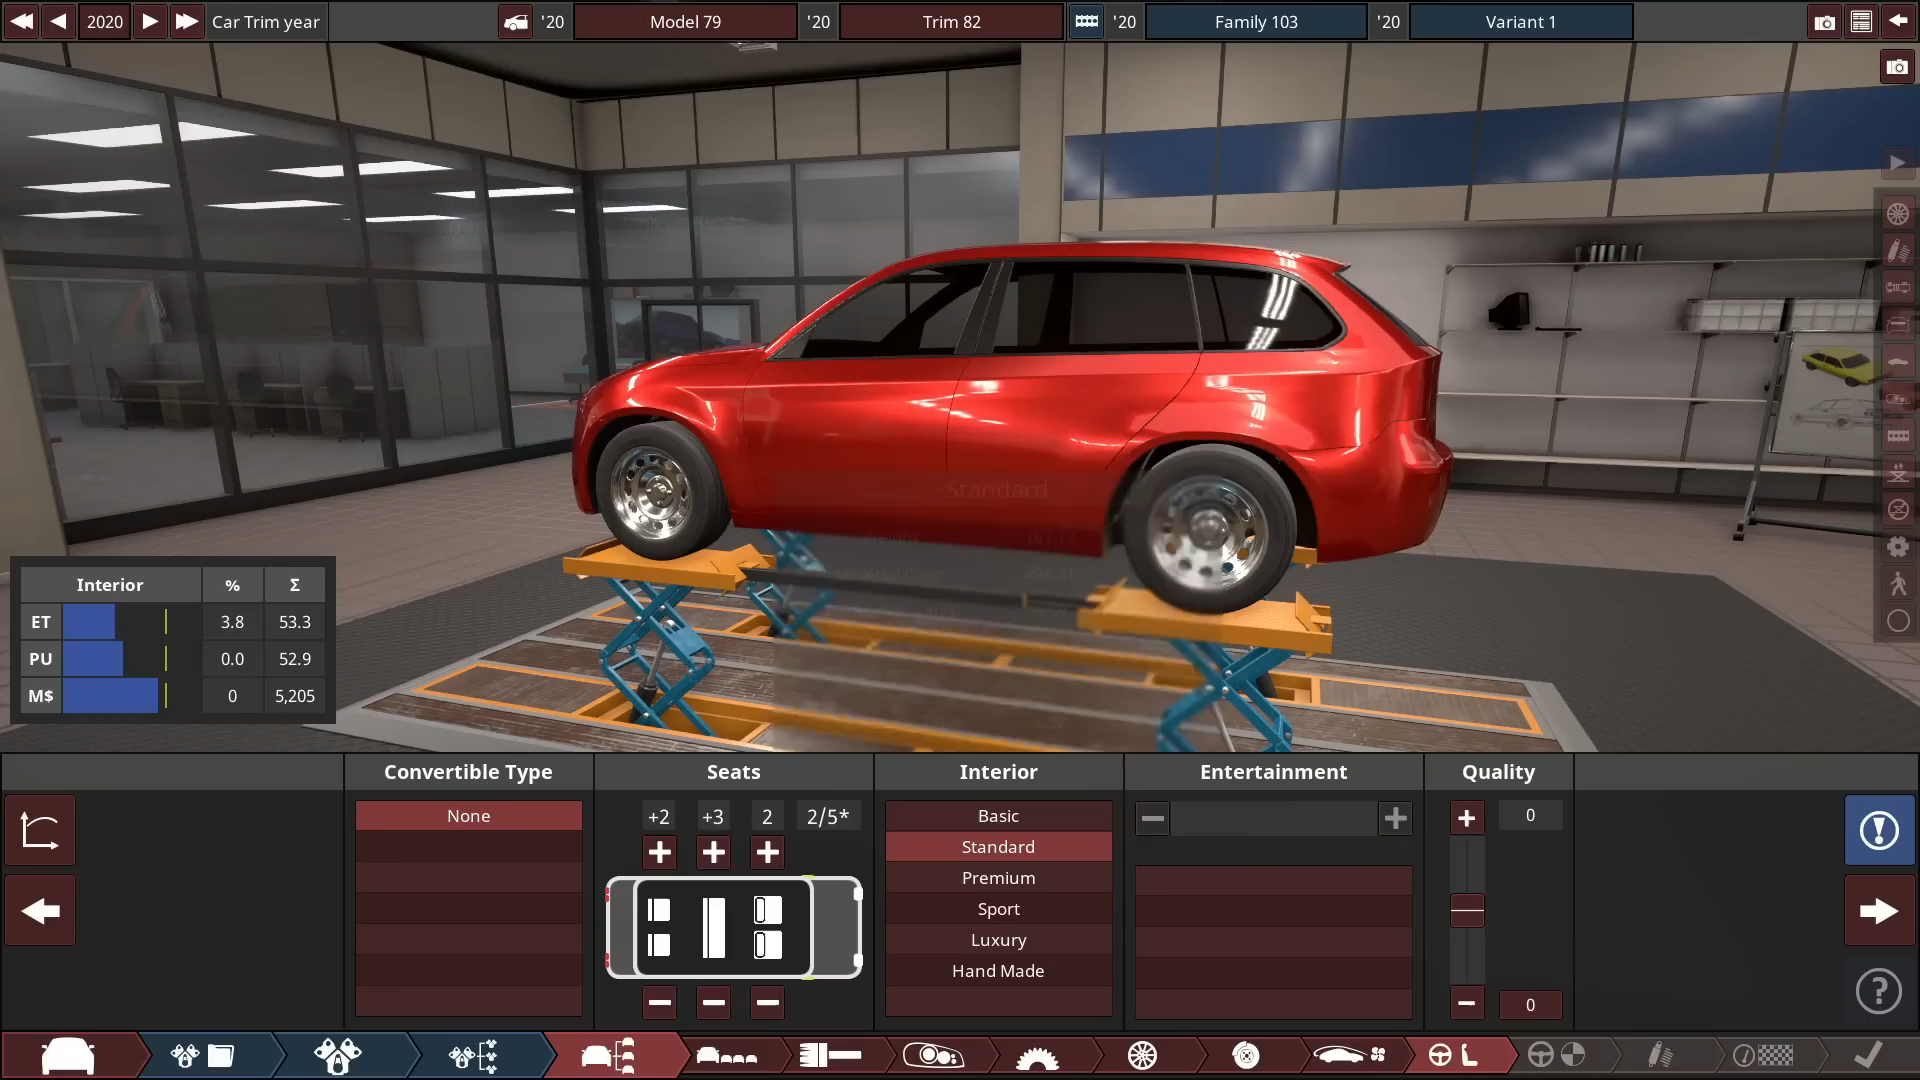 2020 Car Trim year '20 Model 79 '20 Trim 82 '20 Family 103 '20 Variant 1
Standard
Interior % Σ
ET 3.8 53.3
PU 0.0 52.9
M$ 0 5,205
Convertible Type
None
Seats
+2 +3 2 2/5*
Interior
Basic
Standard
Premium
Sport
Luxury
Hand Made
Entertainment
Quality
0
0